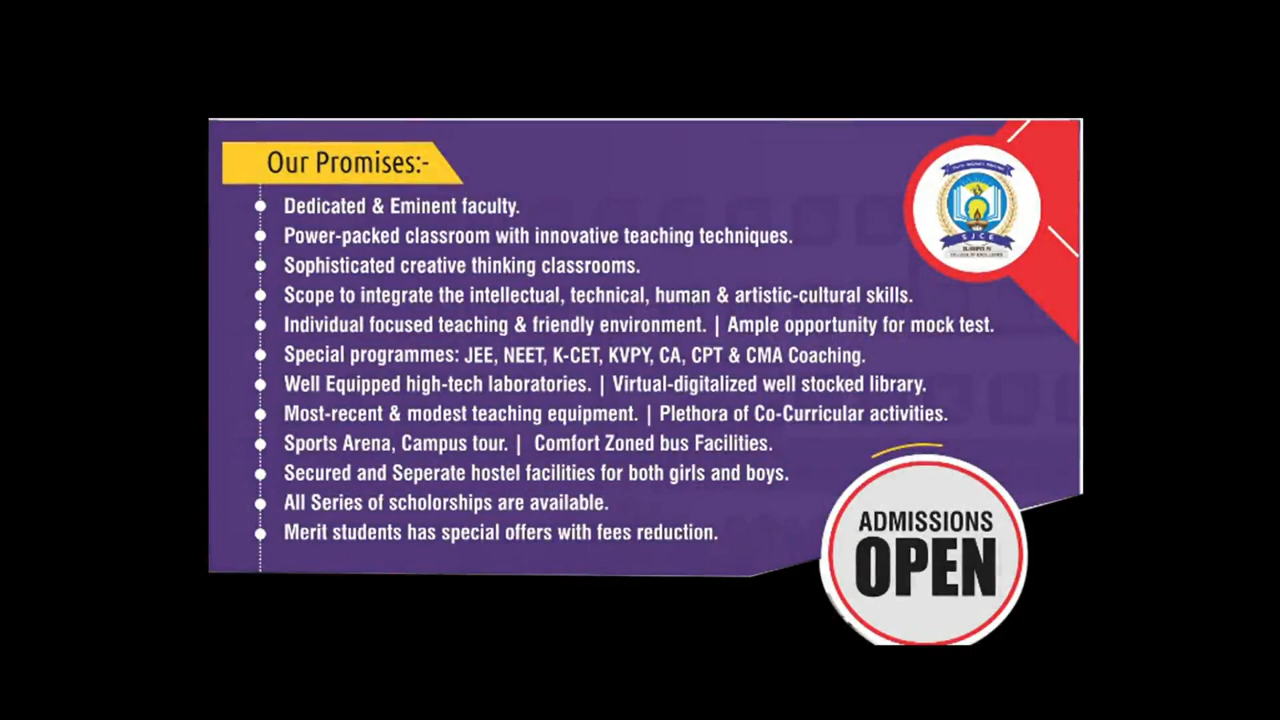 Our Promises:-
Dedicated & Eminent faculty.
Power-packed classroom with innovative teaching techniques.
Sophisticated creative thinking classrooms.
Scope to integrate the intellectual, technical, human & artistic-cultural skills.
Individual focused teaching & friendly environment. | Ample opportunity for mock test.
Special programmes: JEE, NEET, K-CET, KVPY, CA, CPT & CMA Coaching.
Well Equipped high-tech laboratories. | Virtual-digitalized well stocked library.
Most-recent & modest teaching equipment. | Plethora of Co-Curricular activities.
Sports Arena, Campus tour. | Comfort Zoned bus Facilities.
Secured and Seperate hostel facilities for both girls and boys.
All Series of scholorships are available.
Merit students has special offers with fees reduction.
SJCE
COLLEGE OF EXCELLENCE
ADMISSIONS
OPEN